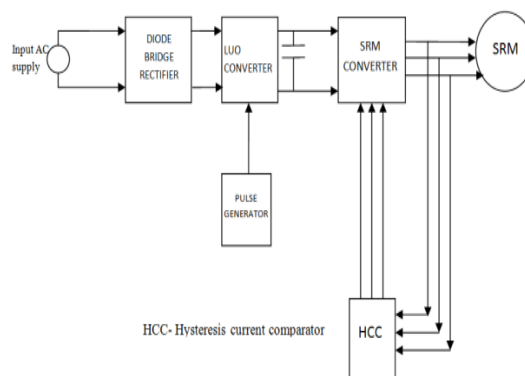 Input AC
supply
DIODE
BRIDGE
RECTIFIER
LUO
CONVERTER
SRM
CONVERTER
SRM
PULSE
GENERATOR
HCC- Hysteresis current comparator
HCC